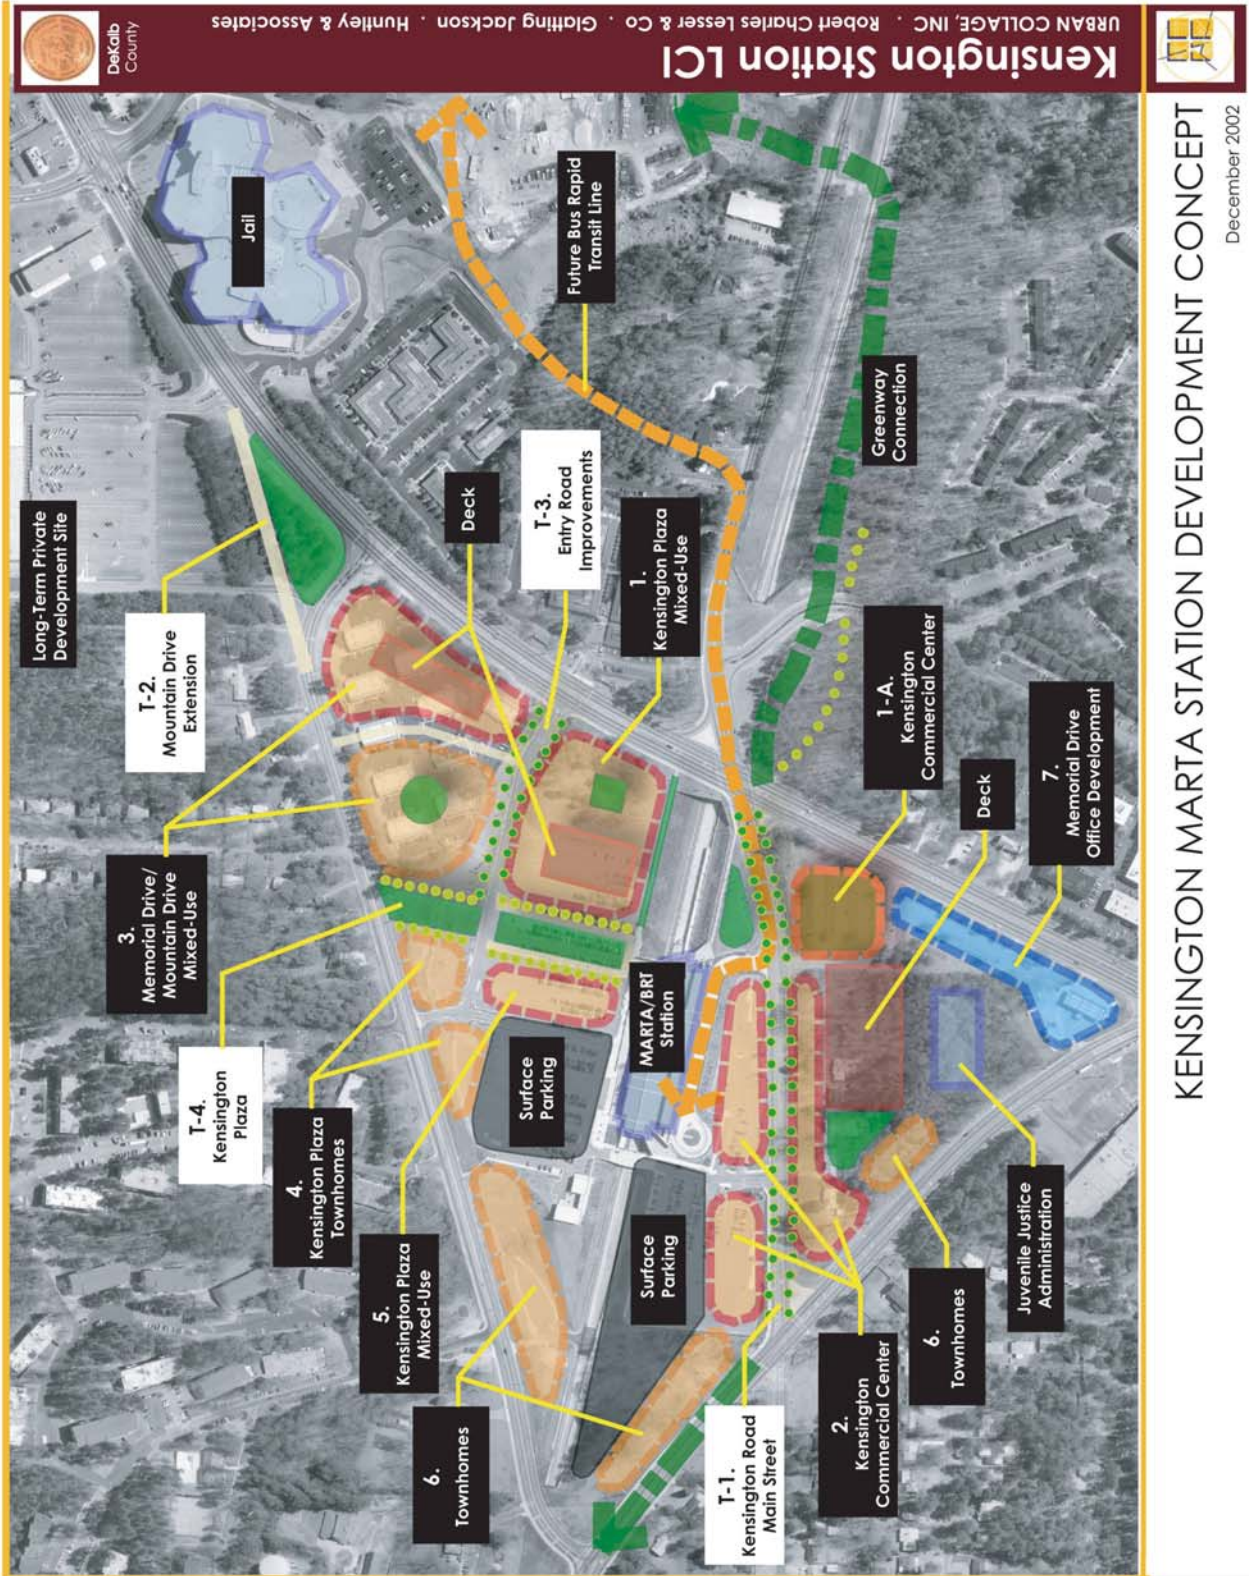 DeKalb
County
Kensington Station LCI
URBAN COLLAGE, INC . Robert Charles Lesser & Co . Glatting Jackson . Huntley & Associates
Long-Term Private
Development Site
Jail
T-2.
Mountain Drive
Extension
Future Bus Rapid
Transit Line
Deck
T-3.
Entry Road
Improvements
1.
Kensington Plaza
Mixed-Use
Greenway
Connection
3.
Memorial Drive/
Mountain Drive
Mixed-Use
1-A.
Kensington
Commercial Center
Deck
7.
Memorial Drive
Office Development
T-4.
Kensington
Plaza
MARTA/BRT
Station
4.
Kensington Plaza
Townhomes
Surface
Parking
5.
Kensington Plaza
Mixed-Use
Surface
Parking
Juvenile Justice
Administration
6.
Townhomes
6.
Townhomes
2.
Kensington
Commercial Center
T-1.
Kensington Road
Main Street
KENSINGTON MARTA STATION DEVELOPMENT CONCEPT
December 2002